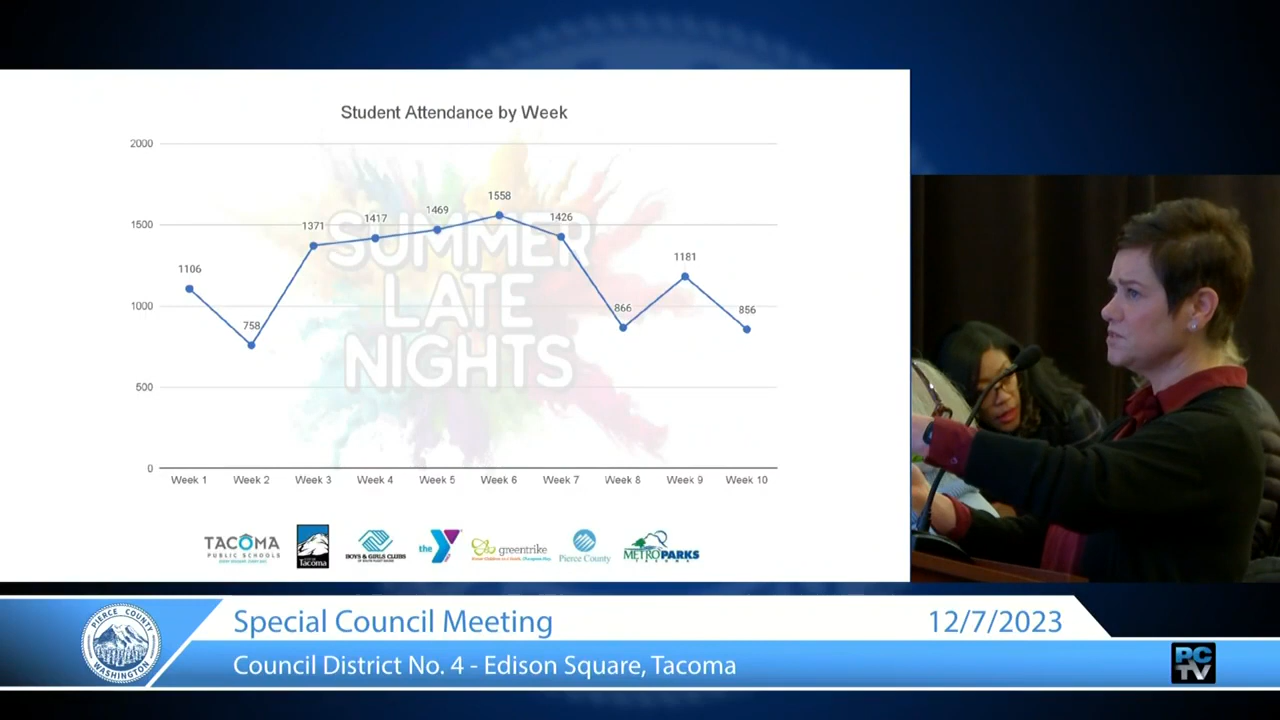 Student Attendance by Week
2000
1500
1000
500
0
1106
758
1371
1417
1469
1558
1426
866
1181
856
SUMMER
LATE
NIGHTS
Week 1 Week 2 Week 3 Week 4 Week 5 Week 6 Week 7 Week 8 Week 9 Week 10
TACOMA
PUBLIC SCHOOLS
Tacoma
BOYS & GIRLS CLUBS
the Y
greentrike
Pierce County
METRO PARKS
TACOMA
Special Council Meeting
12/7/2023
Council District No. 4 - Edison Square, Tacoma
PIERCE COUNTY
WASHINGTON
PCTV